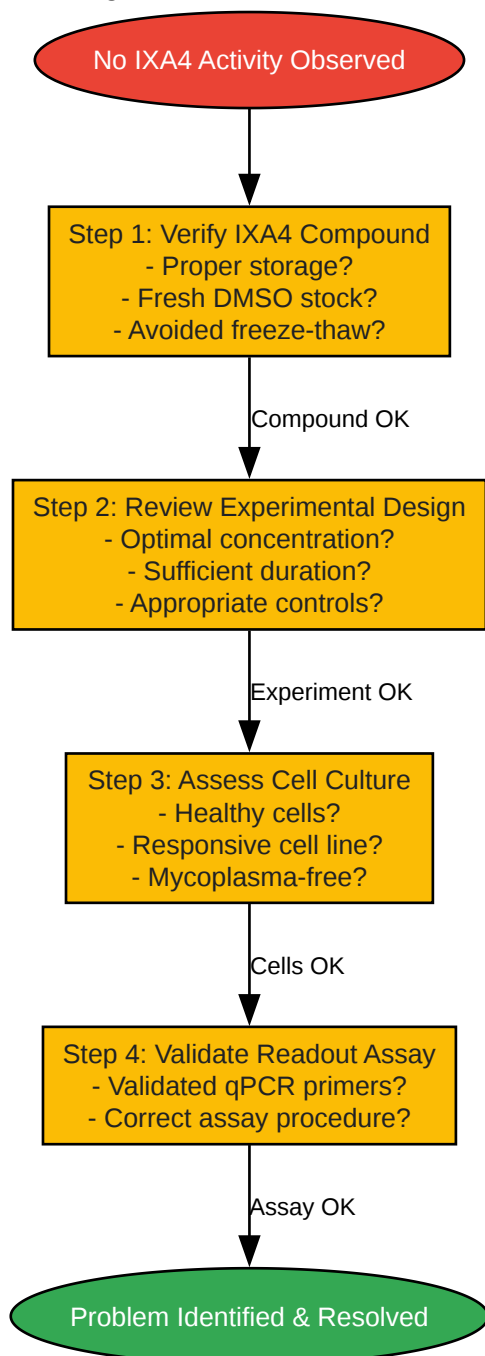 No IXA4 Activity Observed
Step 1: Verify IXA4 Compound
- Proper storage?
- Fresh DMSO stock?
- Avoided freeze-thaw?
Compound OK
Step 2: Review Experimental Design
- Optimal concentration?
- Sufficient duration?
- Appropriate controls?
Experiment OK
Step 3: Assess Cell Culture
- Healthy cells?
- Responsive cell line?
- Mycoplasma-free?
Cells OK
Step 4: Validate Readout Assay
- Validated qPCR primers?
- Correct assay procedure?
Assay OK
Problem Identified & Resolved